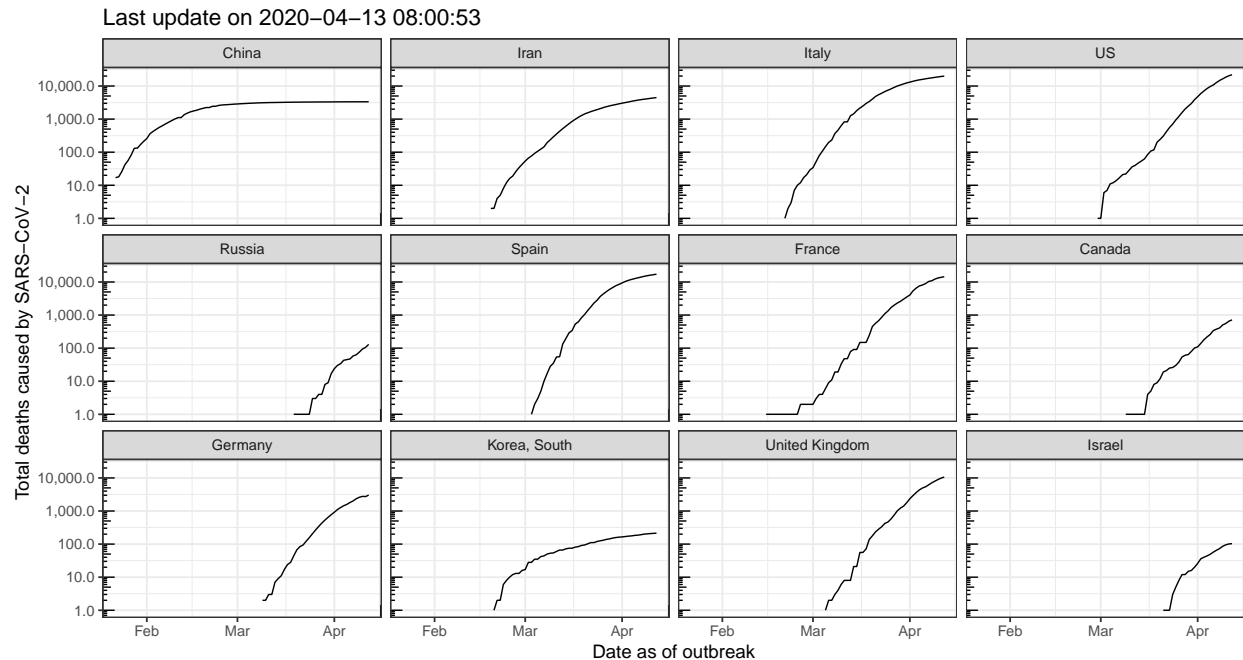 Last update on 2020−04−13 08:00:53
China Iran Italy US
10,000.0
1,000.0
100.0
10.0
1.0
Russia Spain France Canada
10,000.0
1,000.0
100.0
10.0
1.0
Germany Korea, South United Kingdom Israel
10,000.0
1,000.0
100.0
10.0
1.0
Feb Mar Apr Feb Mar Apr Feb Mar Apr Feb Mar Apr
Date as of outbreak
Total deaths caused by SARS−CoV−2